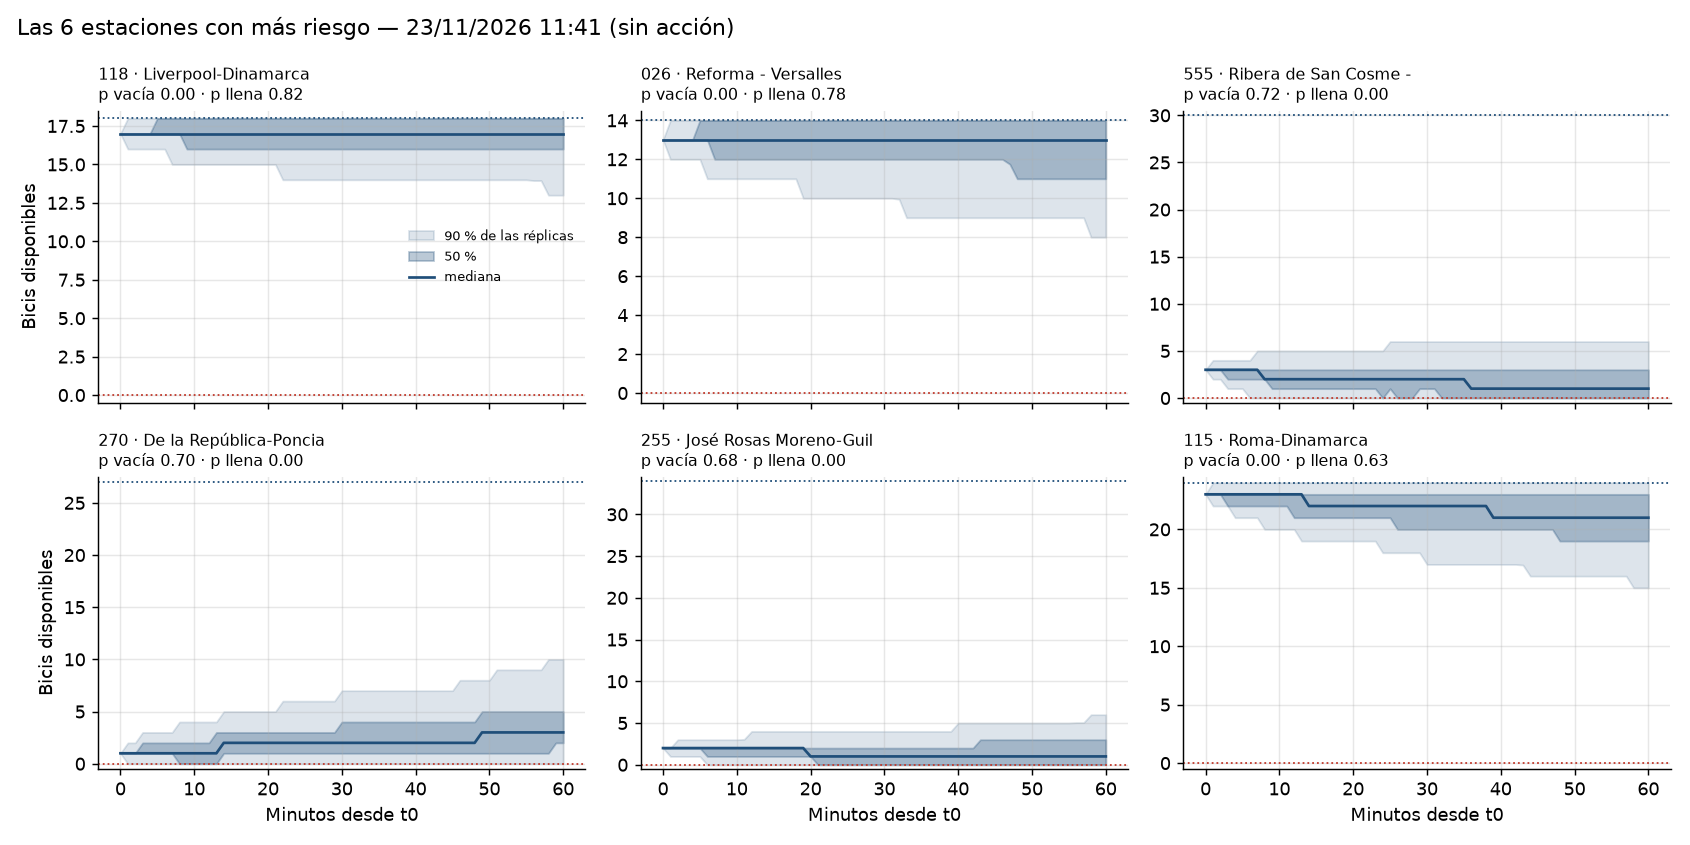 Las 6 estaciones con más riesgo — 23/11/2026 11:41 (sin acción)
118 · Liverpool-Dinamarca
p vacía 0.00 · p llena 0.82
17.5
15.0
12.5
10.0
7.5
5.0
2.5
0.0
Bicis disponibles
90 % de las réplicas
50 %
mediana
026 · Reforma - Versalles
p vacía 0.00 · p llena 0.78
14
12
10
8
6
4
2
0
555 · Ribera de San Cosme -
p vacía 0.72 · p llena 0.00
30
25
20
15
10
5
0
270 · De la República-Poncia
p vacía 0.70 · p llena 0.00
25
20
15
10
5
0
Bicis disponibles
0 10 20 30 40 50 60
Minutos desde t0
255 · José Rosas Moreno-Guil
p vacía 0.68 · p llena 0.00
30
25
20
15
10
5
0
0 10 20 30 40 50 60
Minutos desde t0
115 · Roma-Dinamarca
p vacía 0.00 · p llena 0.63
20
15
10
5
0
0 10 20 30 40 50 60
Minutos desde t0